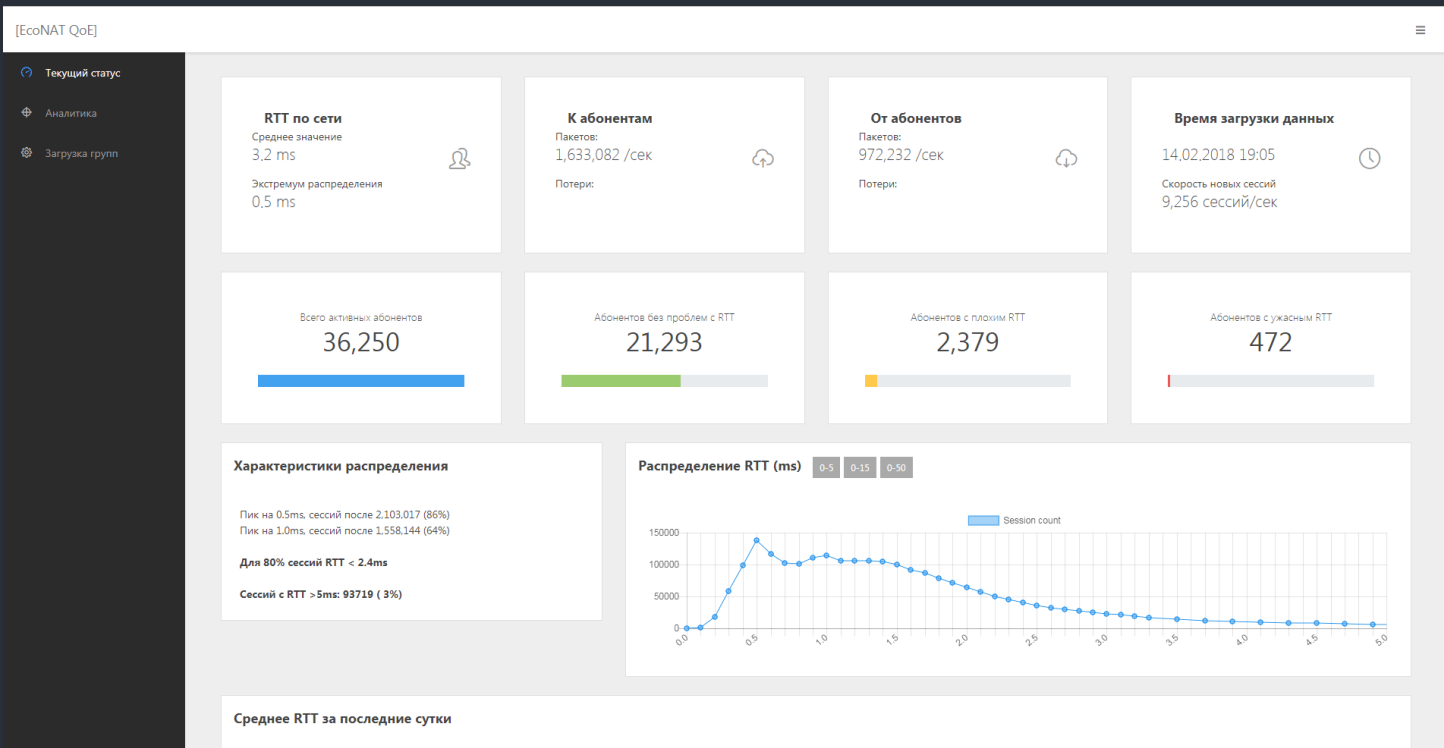 [EcoNAT QoE]
Текущий статус
Аналитика
Загрузка групп
RTT по сети
Среднее значение
3,2 ms
Экстремум распределения
0,5 ms
К абонентам
Пакетов:
1,633,082 /сек
Потери:
От абонентов
Пакетов:
972,232 /сек
Потери:
Время загрузки данных
14,02,2018 19:05
Скорость новых сессий
9,256 сессий/сек
Всего активных абонентов
36,250
Абонентов без проблем с RTT
21,293
Абонентов с плохим RTT
2,379
Абонентов с ужасным RTT
472
Характеристики распределения
Пик на 0.5ms, сессий после 2,103,017 (86%)
Пик на 1.0ms, сессий после 1,558,144 (64%)
Для 80% сессий RTT < 2.4ms
Сессий с RTT >5ms: 93719 ( 3%)
Распределение RTT (ms) 0-5 0-15 0-50
Session count
150000
100000
50000
0
0.0 0.5 1.0 1.5 2.0 2.5 3.0 3.5 4.0 4.5 5.0
Среднее RTT за последние сутки